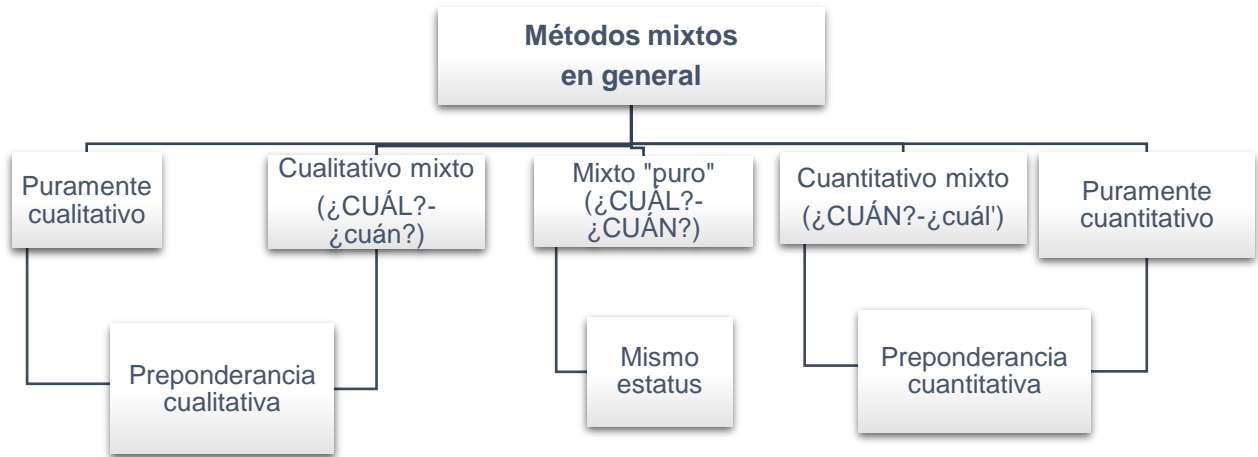 Métodos mixtos
en general
Puramente
cualitativo
Cualitativo mixto
(¿CUÁL?-
¿cuán?)
Mixto "puro"
(¿CUÁL?-
¿CUÁN?)
Cuantitativo mixto
(¿CUÁN?-¿cuál')
Puramente
cuantitativo
Preponderancia
cualitativa
Mismo
estatus
Preponderancia
cuantitativa